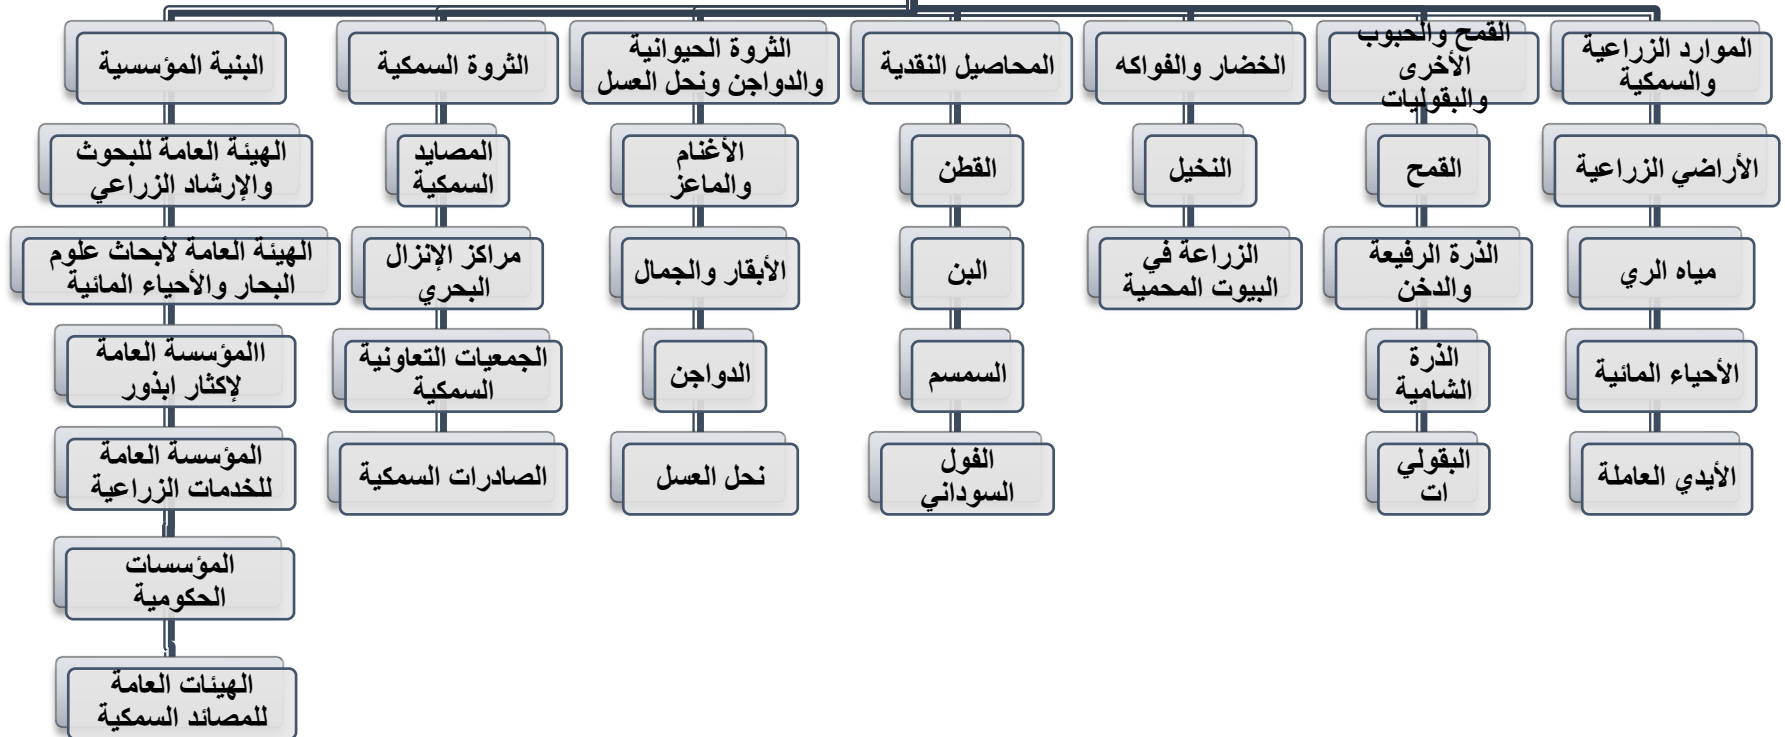 الموارد الزراعية
والسمكية
الأراضي الزراعية
مياه الري
الأحياء المائية
الأيدي العاملة
القمح والحبوب
الأخرى
والبقوليات
القمح
الذرة الرفيعة
والدخن
الذرة
الشامية
البقولي
ات
الخضار والفواكه
النخيل
الزراعة في
البيوت المحمية
المحاصيل النقدية
القطن
البن
السمسم
الفول
السوداني
الثروة الحيوانية
والدواجن ونحل العسل
الأغنام
والماعز
الأبقار والجمال
الدواجن
نحل العسل
الثروة السمكية
المصايد
السمكية
مراكز الإنزال
البحري
الجمعيات التعاونية
السمكية
الصادرات السمكية
البنية المؤسسية
الهيئة العامة للبحوث
والإرشاد الزراعي
الهيئة العامة لأبحاث علوم
البحار والأحياء المائية
االمؤسسة العامة
لإكثار ابذور
المؤسسة العامة
للخدمات الزراعية
المؤسسات
الحكومية
الهيئات العامة
للمصائد السمكية